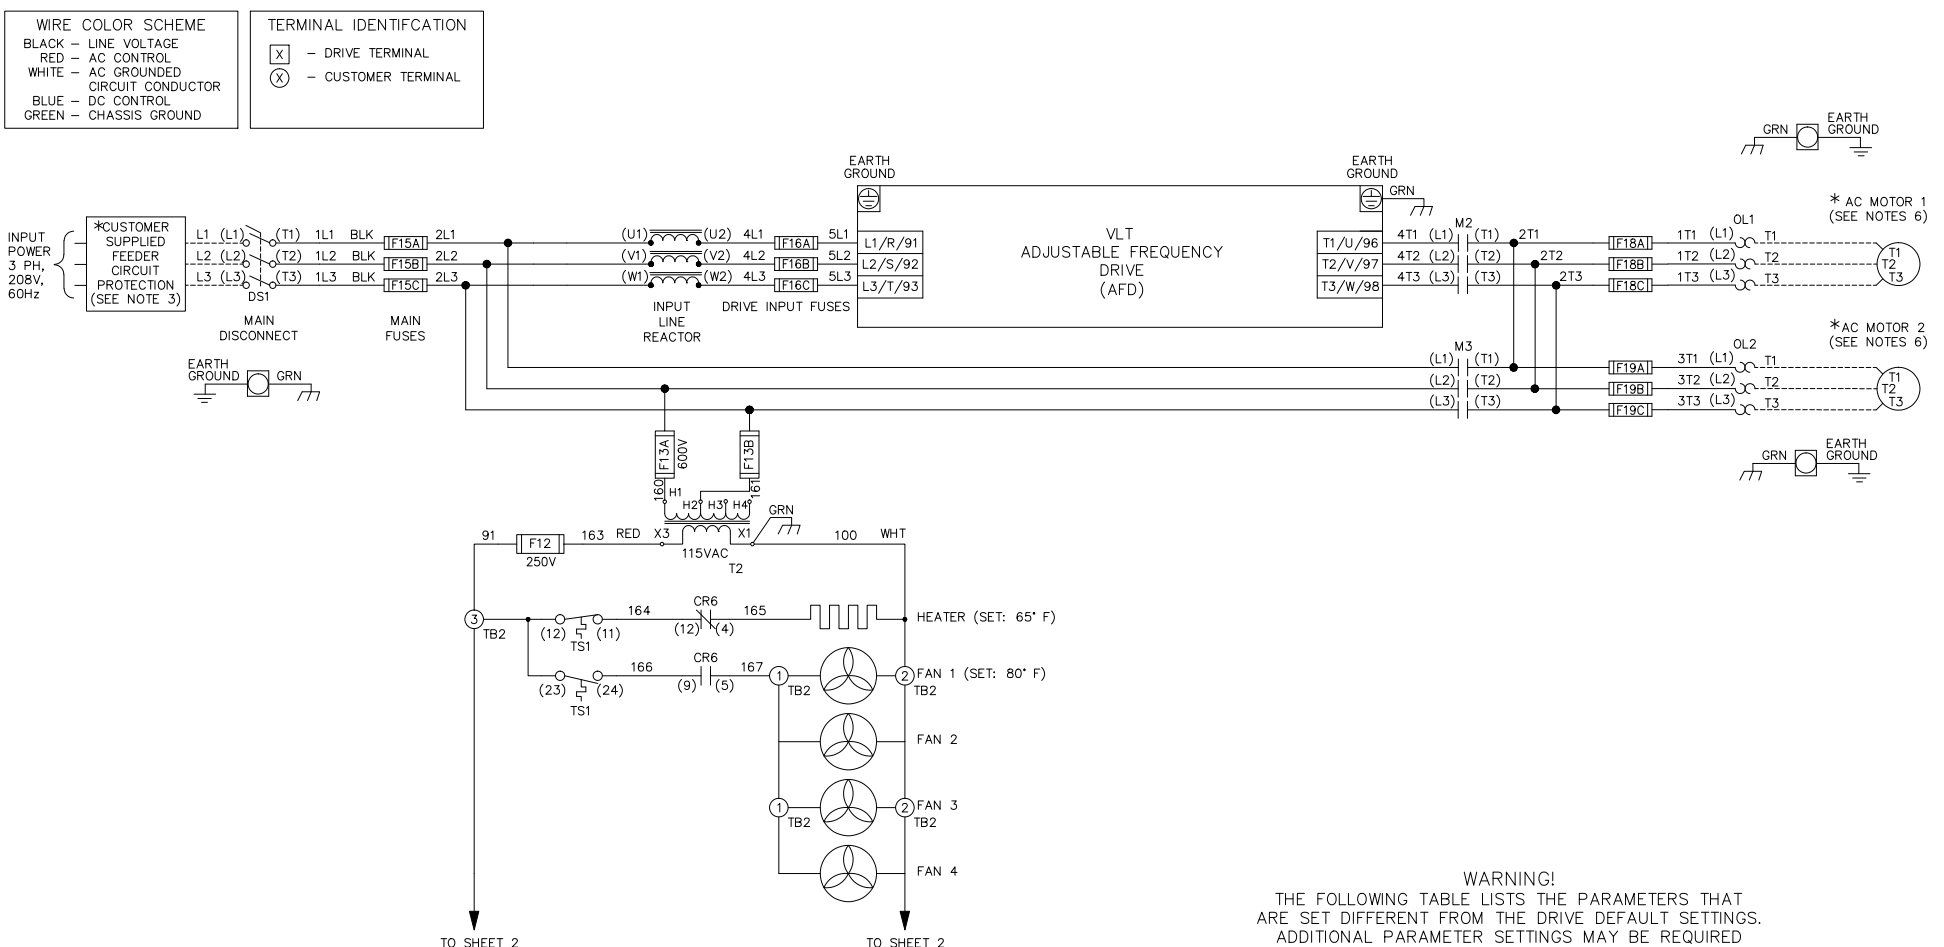 WIRE COLOR SCHEME
BLACK – LINE VOLTAGE
RED – AC CONTROL
WHITE – AC GROUNDED
CIRCUIT CONDUCTOR
BLUE – DC CONTROL
GREEN – CHASSIS GROUND
TERMINAL IDENTIFCATION
X – DRIVE TERMINAL
X – CUSTOMER TERMINAL
GRN
EARTH
GROUND
INPUT
POWER
3 PH,
208V,
60Hz
*CUSTOMER
SUPPLIED
FEEDER
CIRCUIT
PROTECTION
(SEE NOTE 3)
L1 (L1) (T1) 1L1 BLK F15A 2L1
L2 (L2) (T2) 1L2 BLK F15B 2L2
L3 (L3) (T3) 1L3 BLK F15C 2L3
DS1
MAIN
DISCONNECT
MAIN
FUSES
EARTH
GROUND
GRN
(U1) (U2) 4L1 F16A 5L1
(V1) (V2) 4L2 F16B 5L2
(W1) (W2) 4L3 F16C 5L3
INPUT
LINE
REACTOR
DRIVE INPUT FUSES
EARTH
GROUND
L1/R/91
L2/S/92
L3/T/93
VLT
ADJUSTABLE FREQUENCY
DRIVE
(AFD)
EARTH
GROUND
GRN
T1/U/96
T2/V/97
T3/W/98
M2
4T1 (L1) (T1) 2T1 F18A 1T1 (L1) T1
4T2 (L2) (T2) 2T2 F18B 1T2 (L2) T2
4T3 (L3) (T3) 2T3 F18C 1T3 (L3) T3
OL1
* AC MOTOR 1
(SEE NOTES 6)
T1
T2
T3
M3
(L1) (T1) F19A 3T1 (L1) T1
(L2) (T2) F19B 3T2 (L2) T2
(L3) (T3) F19C 3T3 (L3) T3
OL2
*AC MOTOR 2
(SEE NOTES 6)
T1
T2
T3
GRN
EARTH
GROUND
F13A
600V
F13B
160
161
H1
H2 H3 H4
GRN
91 F12 163 RED X3 X1 100 WHT
250V
115VAC
T2
3
TB2
(12) (11)
TS1
164
CR6
(12) (4)
165
HEATER (SET: 65° F)
(23) (24)
TS1
166
CR6
(9) (5)
167
1
TB2
2
TB2
FAN 1 (SET: 80° F)
FAN 2
1
TB2
2
TB2
FAN 3
FAN 4
TO SHEET 2
TO SHEET 2
WARNING!
THE FOLLOWING TABLE LISTS THE PARAMETERS THAT
ARE SET DIFFERENT FROM THE DRIVE DEFAULT SETTINGS.
ADDITIONAL PARAMETER SETTINGS MAY BE REQUIRED